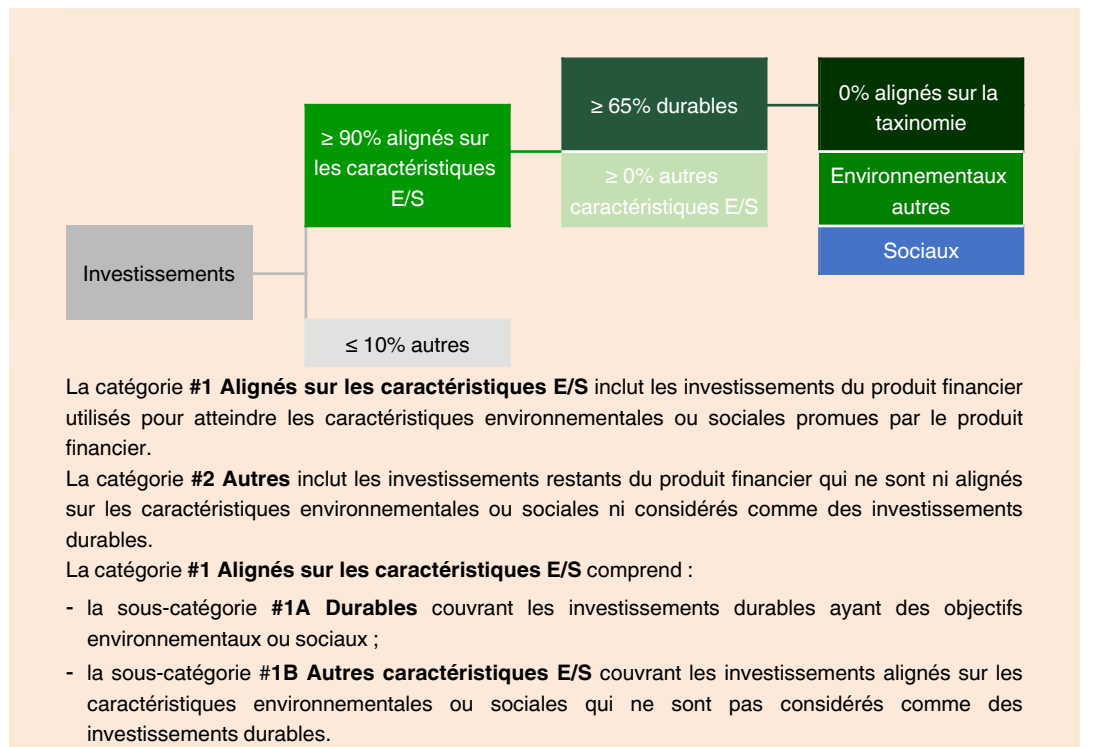 ≥ 65% durables
0% alignés sur la
taxinomie
≥ 90% alignés sur
les caractéristiques
E/S
≥ 0% autres
caractéristiques E/S
Environnementaux
autres
Sociaux
Investissements
≤ 10% autres
La catégorie #1 Alignés sur les caractéristiques E/S inclut les investissements du produit financier
utilisés pour atteindre les caractéristiques environnementales ou sociales promues par le produit
financier.
La catégorie #2 Autres inclut les investissements restants du produit financier qui ne sont ni alignés
sur les caractéristiques environnementales ou sociales ni considérés comme des investissements
durables.
La catégorie #1 Alignés sur les caractéristiques E/S comprend :
- la sous-catégorie #1A Durables couvrant les investissements durables ayant des objectifs
environnementaux ou sociaux ;
- la sous-catégorie #1B Autres caractéristiques E/S couvrant les investissements alignés sur les
caractéristiques environnementales ou sociales qui ne sont pas considérés comme des
investissements durables.